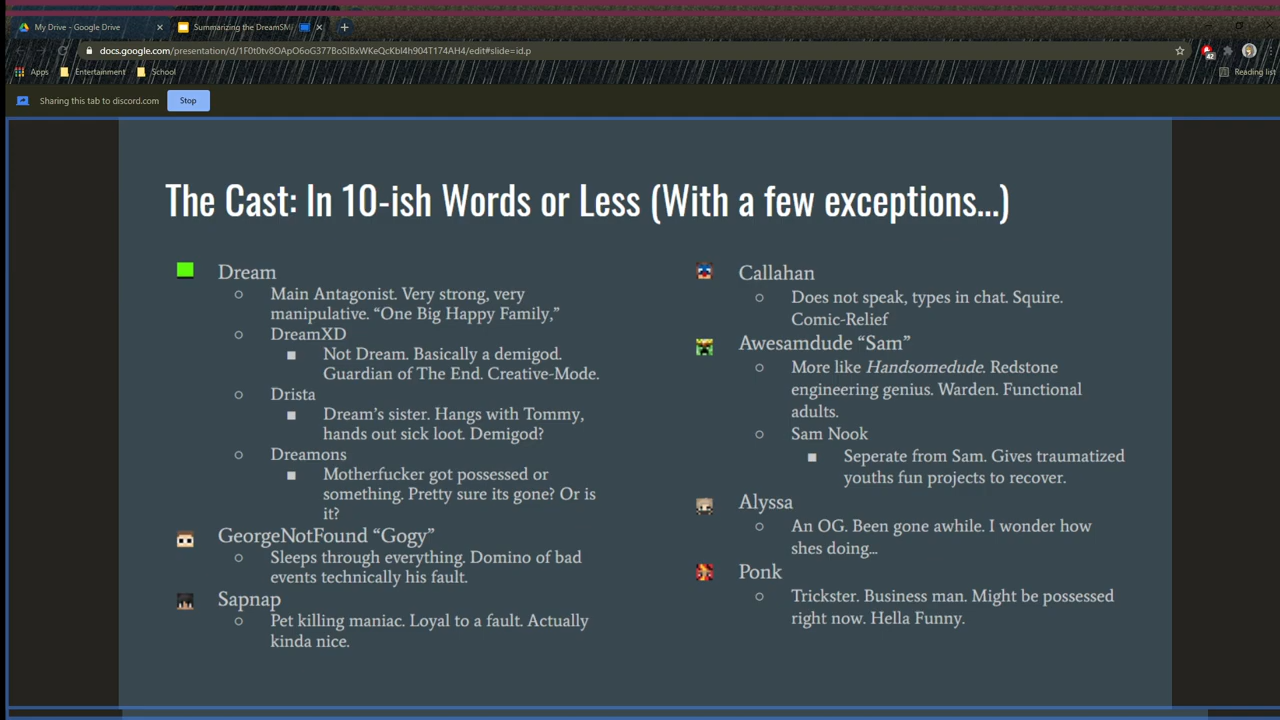 My Drive - Google Drive
Summarizing the DreamSM
docs.google.com/presentation/d/1F0t0tv8OApO6oG377BoSIBxWKeQcKbl4h904T174AH4/edit#slide=id.p
42
Apps
Entertainment
School
Reading list
Sharing this tab to discord.com
Stop
The Cast: In 10-ish Words or Less (With a few exceptions...)
Dream
Main Antagonist. Very strong, very
manipulative. “One Big Happy Family,”
DreamXD
Not Dream. Basically a demigod.
Guardian of The End. Creative-Mode.
Drista
Dream’s sister. Hangs with Tommy,
hands out sick loot. Demigod?
Dreamons
Motherfucker got possessed or
something. Pretty sure its gone? Or is
it?
GeorgeNotFound “Gogy”
Sleeps through everything. Domino of bad
events technically his fault.
Sapnap
Pet killing maniac. Loyal to a fault. Actually
kinda nice.
Callahan
Does not speak, types in chat. Squire.
Comic-Relief
Awesamdude “Sam”
More like Handsomedude. Redstone
engineering genius. Warden. Functional
adults.
Sam Nook
Seperate from Sam. Gives traumatized
youths fun projects to recover.
Alyssa
An OG. Been gone awhile. I wonder how
shes doing...
Ponk
Trickster. Business man. Might be possessed
right now. Hella Funny.